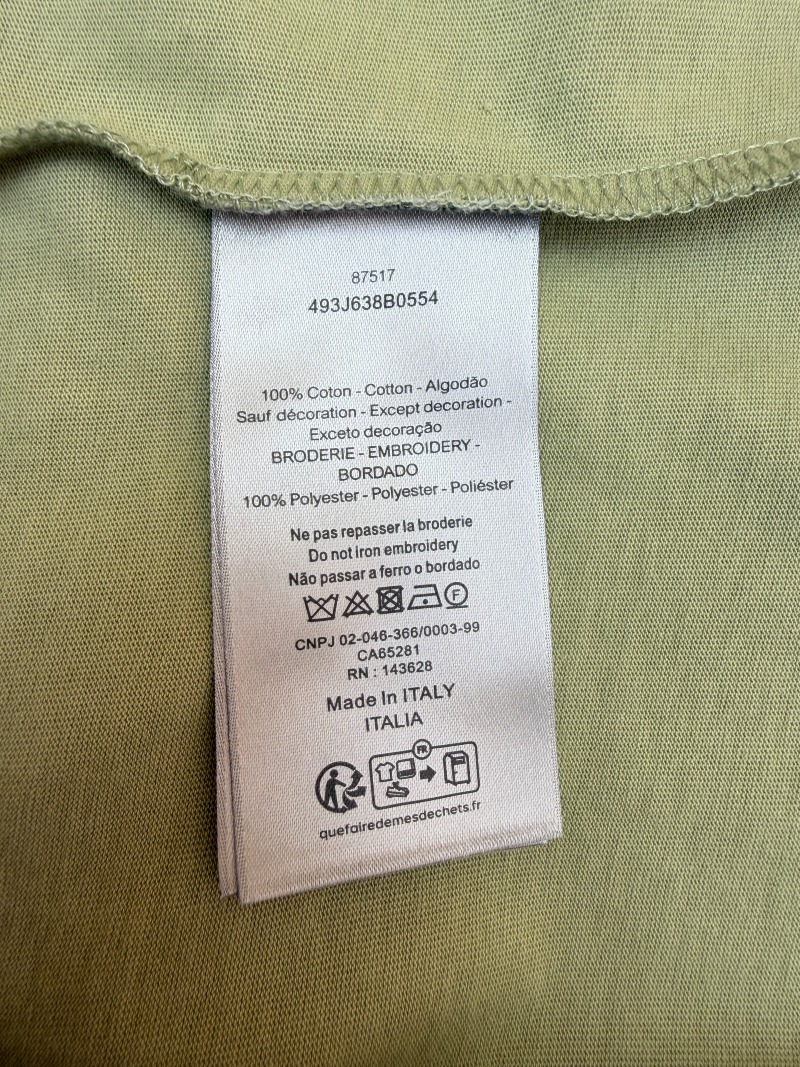 87517
493J638B0554
100% Coton - Cotton - Algodão
Sauf décoration - Except decoration -
Exceto decoração
BRODERIE - EMBROIDERY -
BORDADO
100% Polyester - Polyester - Poliéster
Ne pas repasser la broderie
Do not iron embroidery
Não passar a ferro o bordado
F
CNPJ 02-046-366/0003-99
CA65281
RN : 143628
Made In ITALY
ITALIA
FR
quefairedemesdechets.fr